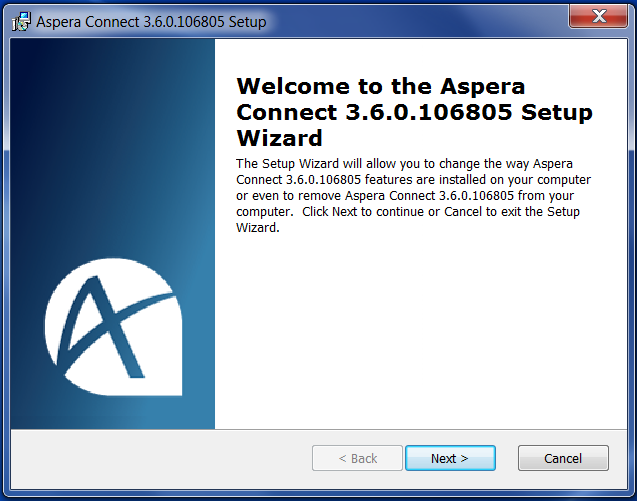 Aspera Connect 3.6.0.106805 Setup
Welcome to the Aspera
Connect 3.6.0.106805 Setup
Wizard
The Setup Wizard will allow you to change the way Aspera
Connect 3.6.0.106805 features are installed on your computer
or even to remove Aspera Connect 3.6.0.106805 from your
computer.  Click Next to continue or Cancel to exit the Setup
Wizard.
< Back
Next >
Cancel